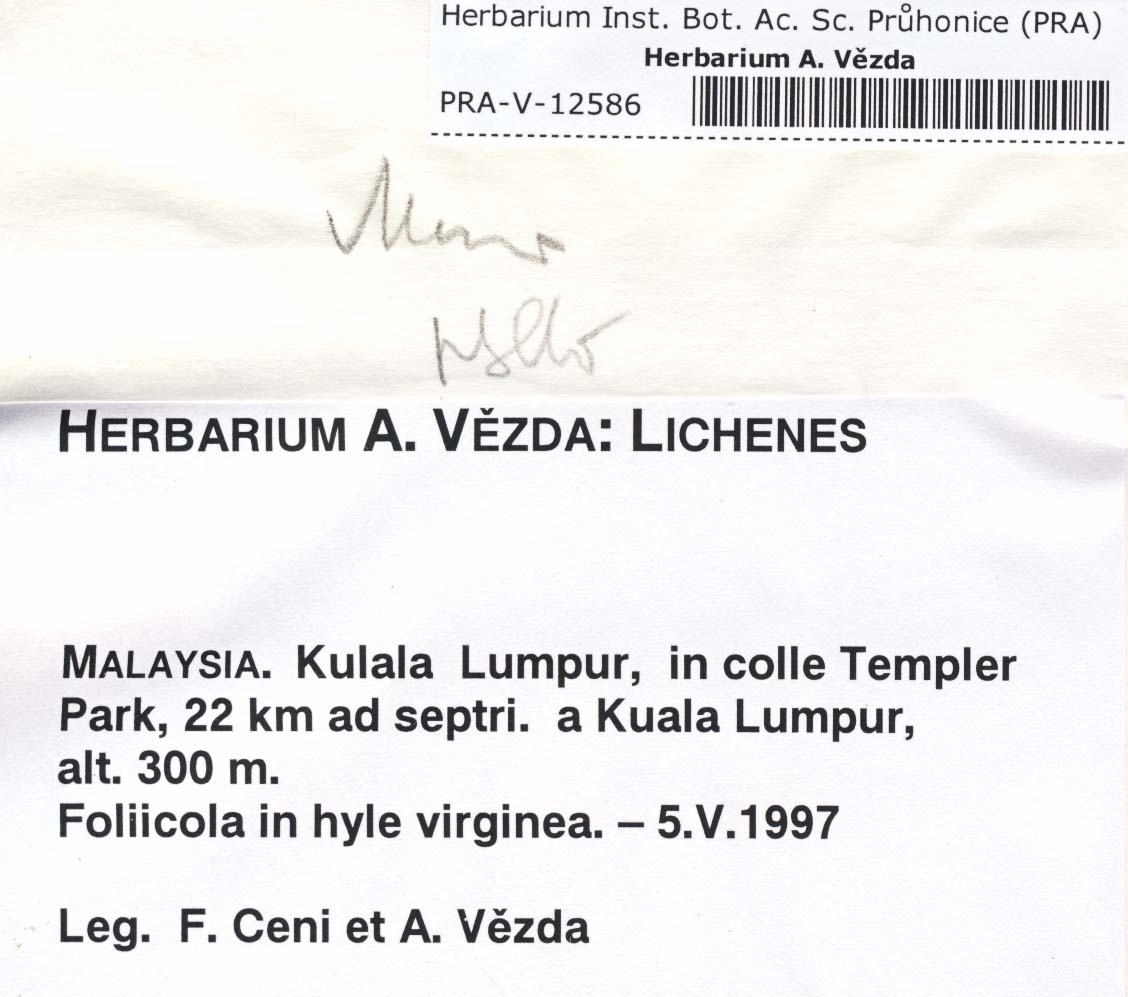 Herbarium Inst. Bot. Ac. Sc. Průhonice (PRA)
Herbarium A. Vězda
PRA-V-12586
HERBARIUM A. VĚZDA: LICHENES
MALAYSIA. Kulala Lumpur, in colle Templer
Park, 22 km ad septri. a Kuala Lumpur,
alt. 300 m.
Foliicola in hyle virginea. – 5.V.1997
Leg. F. Ceni et A. Vězda